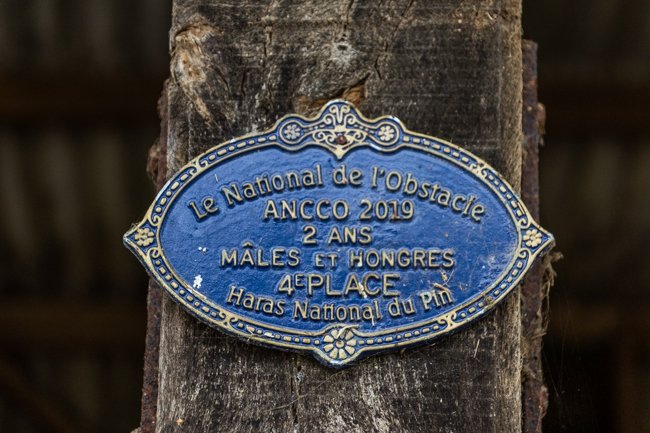 Le National de l'Obstacle
ANCCO 2019
2 ANS
MÂLES ET HONGRES
4E PLACE
Haras National du Pin